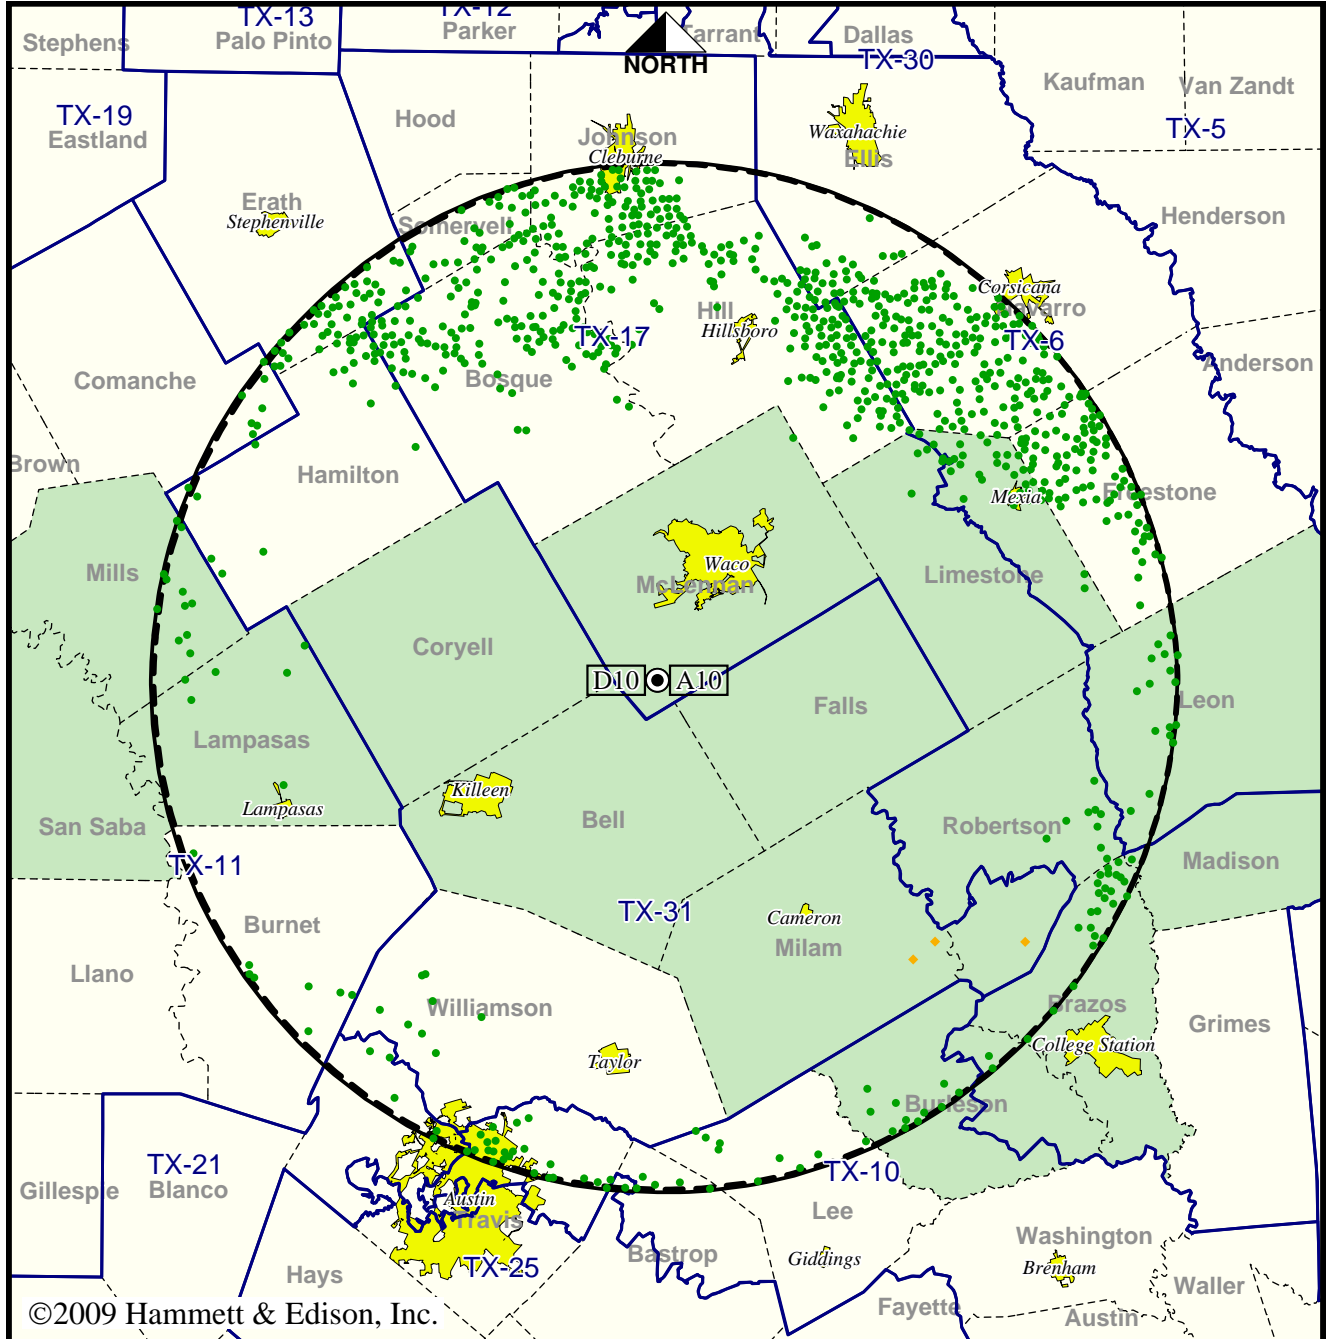 TX-13
TX-12
Stephens
Palo Pinto
Parker
Tarrant
Dallas
TX-30
NORTH
Kaufman
Van Zandt
TX-19
Eastland
Hood
Johnson
Cleburne
Waxahachie
Ellis
TX-5
Erath
Stephenville
Somervell
Henderson
Corsicana
Navarro
Hill
Hillsboro
TX-17
TX-6
Comanche
Bosque
Anderson
Brown
Hamilton
Mexia
Freestone
Mills
Waco
McLennan
Limestone
Coryell
D10
A10
Falls
Leon
Lampasas
Lampasas
Killeen
Bell
San Saba
Robertson
TX-11
Madison
Burnet
TX-31
Cameron
Milam
Llano
Williamson
Brazos
Grimes
College Station
Taylor
Burleson
TX-21
Gillespie
Blanco
TX-10
Austin
Travis
Lee
Washington
TX-25
Bastrop
Giddings
Brenham
Hays
Waller
©2009 Hammett & Edison, Inc.
Fayette
Austin